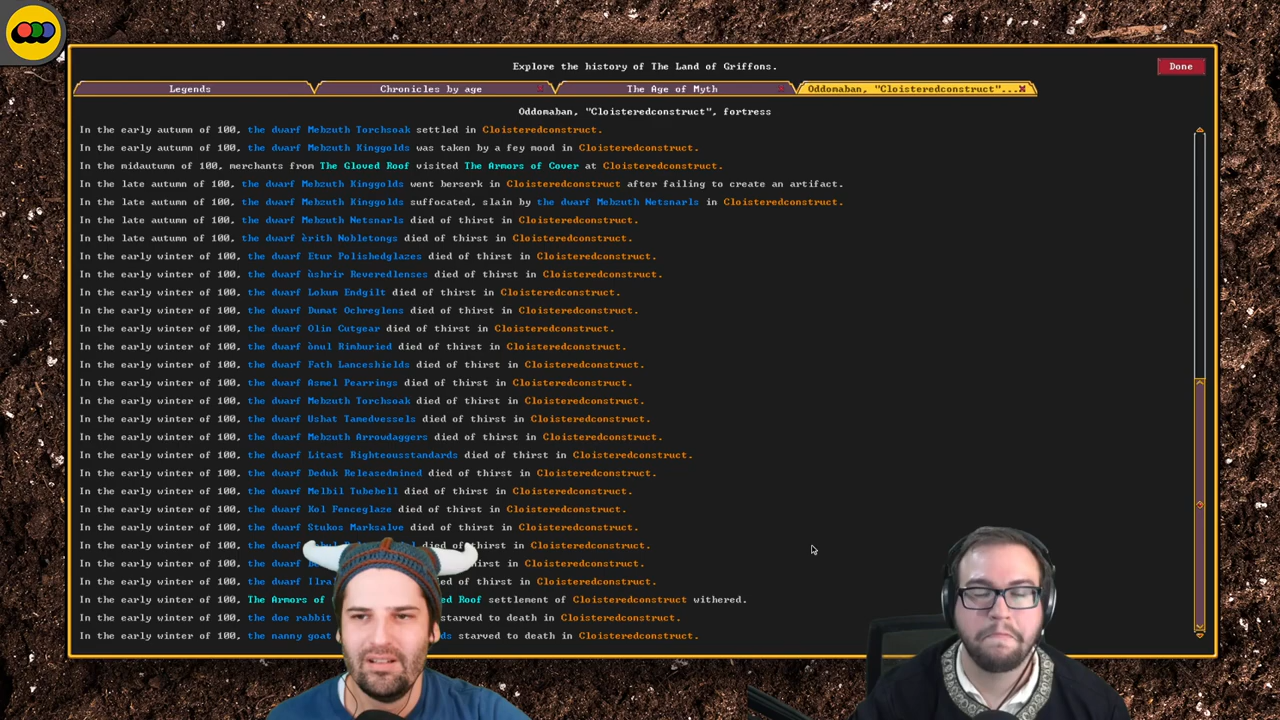 Explore the history of The Land of Griffons.
Done
Legends
Chronicles by age
The Age of Myth
Oddomaban, "Cloisteredconstruct"...
Oddomaban, "Cloisteredconstruct", fortress
In the early autumn of 100, the dwarf Mebzuth Torchsoak settled in Cloisteredconstruct.
In the early autumn of 100, the dwarf Mebzuth Kinggolds was taken by a fey mood in Cloisteredconstruct.
In the midautumn of 100, merchants from The Gloved Roof visited The Armors of Cover at Cloisteredconstruct.
In the late autumn of 100, the dwarf Mebzuth Kinggolds went berserk in Cloisteredconstruct after failing to create an artifact.
In the late autumn of 100, the dwarf Mebzuth Kinggolds suffocated, slain by the dwarf Mebzuth Netsnarls in Cloisteredconstruct.
In the late autumn of 100, the dwarf Mebzuth Netsnarls died of thirst in Cloisteredconstruct.
In the late autumn of 100, the dwarf èrith Nobletongs died of thirst in Cloisteredconstruct.
In the early winter of 100, the dwarf Etur Polishedglazes died of thirst in Cloisteredconstruct.
In the early winter of 100, the dwarf ùshrir Reveredlenses died of thirst in Cloisteredconstruct.
In the early winter of 100, the dwarf Lokum Endgilt died of thirst in Cloisteredconstruct.
In the early winter of 100, the dwarf Dumat Ochreglens died of thirst in Cloisteredconstruct.
In the early winter of 100, the dwarf Olin Cutgear died of thirst in Cloisteredconstruct.
In the early winter of 100, the dwarf ònul Rimburied died of thirst in Cloisteredconstruct.
In the early winter of 100, the dwarf Fath Lanceshields died of thirst in Cloisteredconstruct.
In the early winter of 100, the dwarf Asmel Pearrings died of thirst in Cloisteredconstruct.
In the early winter of 100, the dwarf Mebzuth Torchsoak died of thirst in Cloisteredconstruct.
In the early winter of 100, the dwarf Ushat Tamedvessels died of thirst in Cloisteredconstruct.
In the early winter of 100, the dwarf Mebzuth Arrowdaggers died of thirst in Cloisteredconstruct.
In the early winter of 100, the dwarf Litast Righteousstandards died of thirst in Cloisteredconstruct.
In the early winter of 100, the dwarf Deduk Releasedmined died of thirst in Cloisteredconstruct.
In the early winter of 100, the dwarf Melbil Tubebell died of thirst in Cloisteredconstruct.
In the early winter of 100, the dwarf Kol Fenceglaze died of thirst in Cloisteredconstruct.
In the early winter of 100, the dwarf Stukos Marksalve died of thirst in Cloisteredconstruct.
In the early winter of 100, the dwarf died of thirst in Cloisteredconstruct.
In the early winter of 100, the dwarf thirst in Cloisteredconstruct.
In the early winter of 100, the dwarf of thirst in Cloisteredconstruct.
In the early winter of 100, The Armors of Roof settlement of Cloisteredconstruct withered.
In the early winter of 100, the doe rabbit starved to death in Cloisteredconstruct.
In the early winter of 100, the nanny goat starved to death in Cloisteredconstruct.